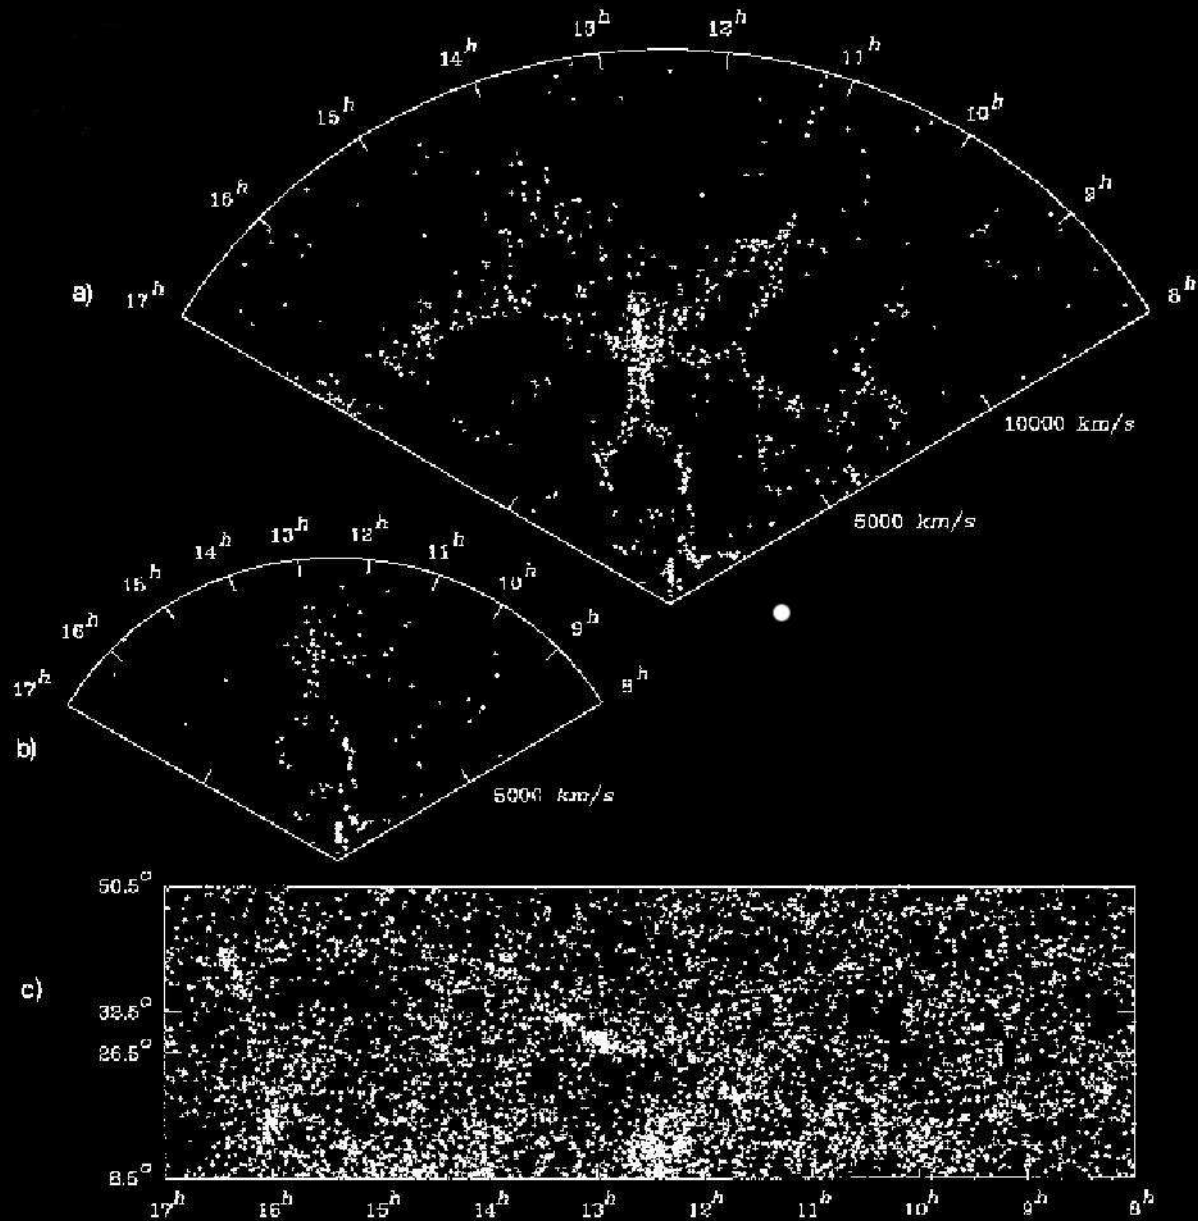 13ʰ 12ʰ
14ʰ 11ʰ
15ʰ 10ʰ
16ʰ 9ʰ
a) 17ʰ 8ʰ
10000 km/s
5000 km/s
13ʰ 12ʰ
14ʰ 11ʰ
15ʰ 10ʰ
16ʰ 9ʰ
17ʰ 8ʰ
b)
5000 km/s
50.5°
c)
32.5°
26.5°
8.5°
17ʰ 16ʰ 15ʰ 14ʰ 13ʰ 12ʰ 11ʰ 10ʰ 9ʰ 8ʰ